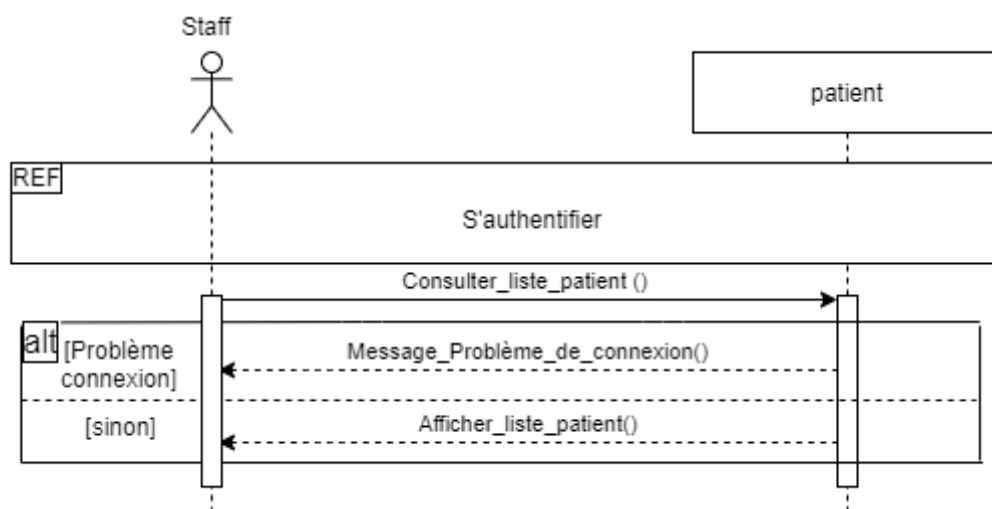 Staff
patient
REF
S'authentifier
Consulter_liste_patient ()
alt
[Problème
connexion]
Message_Problème_de_connexion()
[sinon]
Afficher_liste_patient()